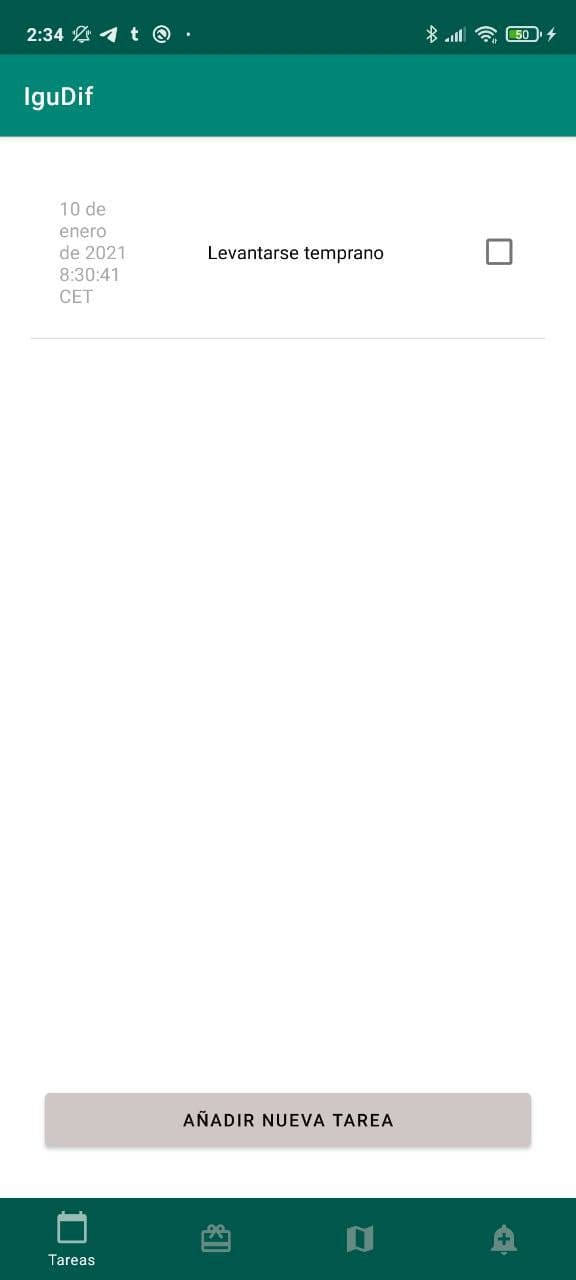 2:34
50
IguDif
10 de
enero
de 2021
8:30:41
CET
Levantarse temprano
AÑADIR NUEVA TAREA
Tareas